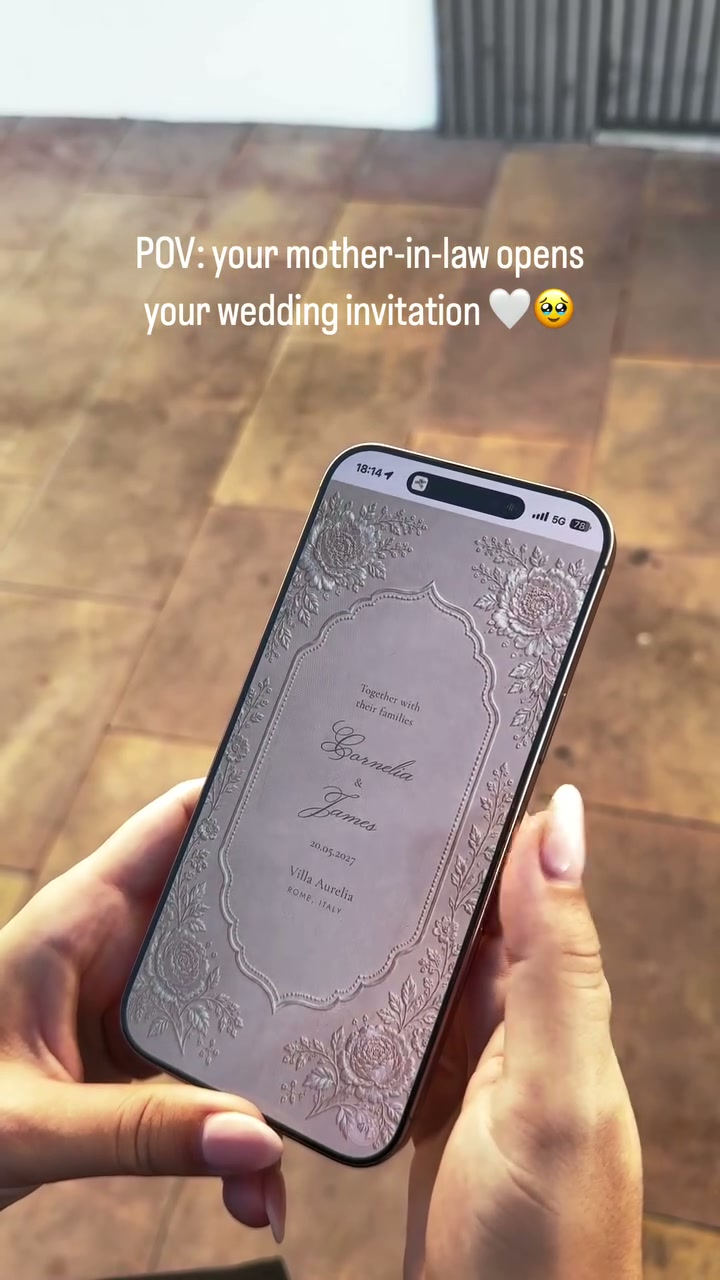 POV: your mother-in-law opens
your wedding invitation 🤍🥹
18:14
5G 78
Together with
their families
Cornelia
&
James
20.05.2027
Villa Aurelia
ROME, ITALY